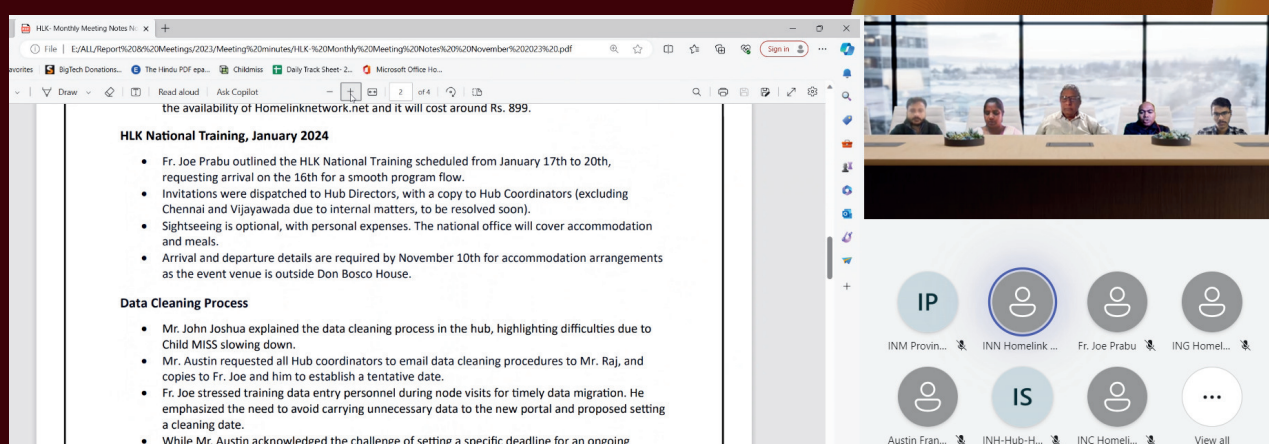 HLK- Monthly Meeting Notes No
File | E:/ALL/Report%20&%20Meetings/2023/Meeting%20minutes/HLK-%20Monthly%20Meeting%20Notes%20%20November%202023%20.pdf
Sign in
avorites
BigTech Donations...
The Hindu PDF epa...
Childmiss
Daily Track Sheet- 2...
Microsoft Office Ho...
Draw
Read aloud
Ask Copilot
2 of 4
the availability of Homelinknetwork.net and it will cost around Rs. 899.
HLK National Training, January 2024
• Fr. Joe Prabu outlined the HLK National Training scheduled from January 17th to 20th,
requesting arrival on the 16th for a smooth program flow.
• Invitations were dispatched to Hub Directors, with a copy to Hub Coordinators (excluding
Chennai and Vijayawada due to internal matters, to be resolved soon).
• Sightseeing is optional, with personal expenses. The national office will cover accommodation
and meals.
• Arrival and departure details are required by November 10th for accommodation arrangements
as the event venue is outside Don Bosco House.
Data Cleaning Process
• Mr. John Joshua explained the data cleaning process in the hub, highlighting difficulties due to
Child MISS slowing down.
• Mr. Austin requested all Hub coordinators to email data cleaning procedures to Mr. Raj, and
copies to Fr. Joe and him to establish a tentative date.
• Fr. Joe stressed training data entry personnel during node visits for timely data migration. He
emphasized the need to avoid carrying unnecessary data to the new portal and proposed setting
a cleaning date.
• While Mr. Austin acknowledged the challenge of setting a specific deadline for an ongoing
IP
INM Provin...
INN Homelink ...
Fr. Joe Prabu
ING Homel...
IS
Austin Fran...
INH-Hub-H...
INC Homeli...
View all